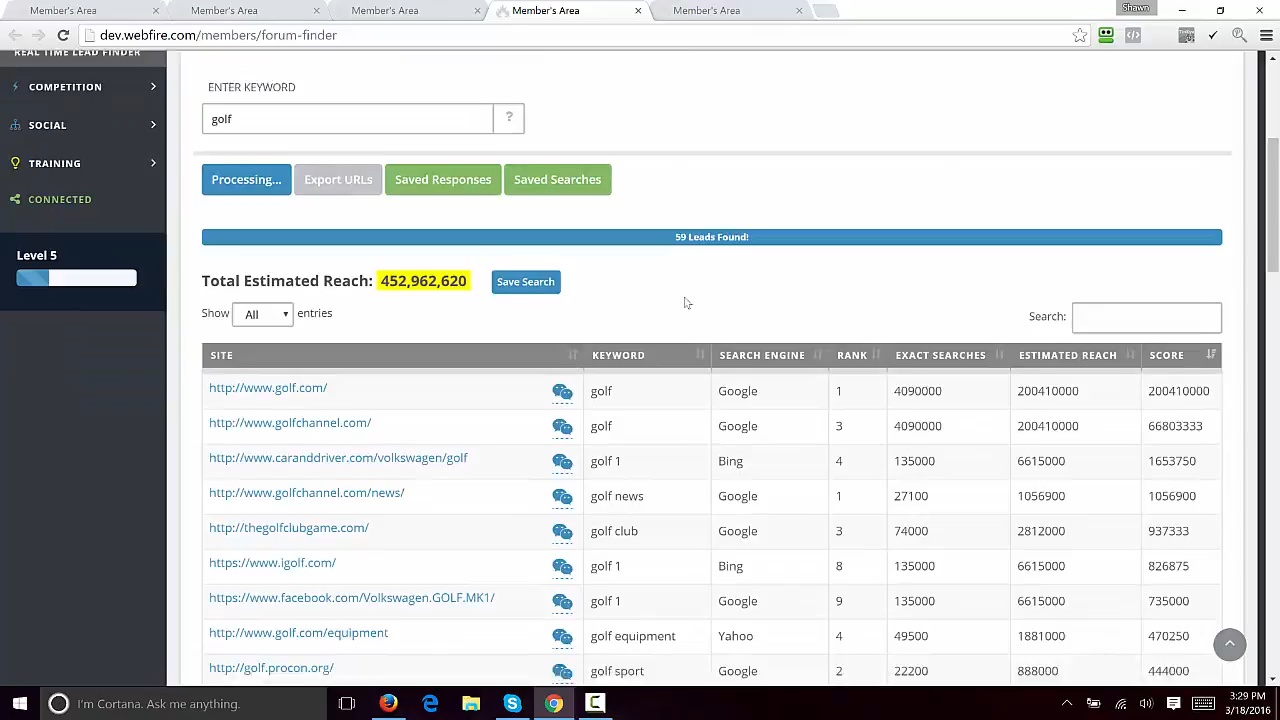 Member's Area
Member's Area
Member's Area
Member's Area
Member's Area
Shawn
dev.webfire.com/members/forum-finder
REAL TIME LEAD FINDER
COMPETITION
SOCIAL
TRAINING
CONNECTED
Level 5
ENTER KEYWORD
golf
?
Processing...
Export URLs
Saved Responses
Saved Searches
59 Leads Found!
Total Estimated Reach: 452,962,620
Save Search
Show All entries
Search:
SITE KEYWORD SEARCH ENGINE RANK EXACT SEARCHES ESTIMATED REACH SCORE
http://www.golf.com/ golf Google 1 4090000 200410000 200410000
http://www.golfchannel.com/ golf Google 3 4090000 200410000 66803333
http://www.caranddriver.com/volkswagen/golf golf 1 Bing 4 135000 6615000 1653750
http://www.golfchannel.com/news/ golf news Google 1 27100 1056900 1056900
http://thegolfclubgame.com/ golf club Google 3 74000 2812000 937333
https://www.igolf.com/ golf 1 Bing 8 135000 6615000 826875
https://www.facebook.com/Volkswagen.GOLF.MK1/ golf 1 Google 9 135000 6615000 735000
http://www.golf.com/equipment golf equipment Yahoo 4 49500 1881000 470250
http://golf.procon.org/ golf sport Google 2 22200 888000 444000
I'm Cortana. Ask me anything.
3:29 PM
3/18/2016